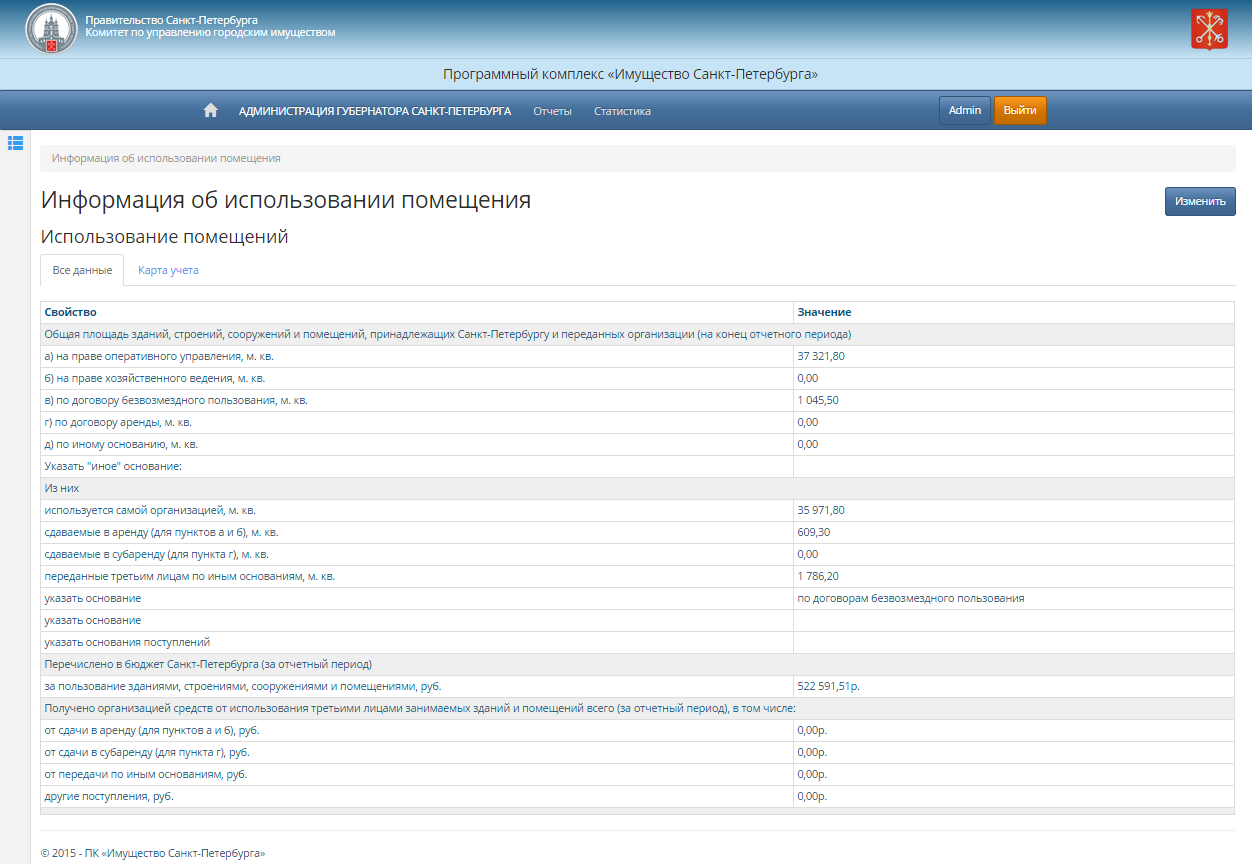 Правительство Санкт-Петербурга
Комитет по управлению городским имуществом
Программный комплекс «Имущество Санкт-Петербурга»
АДМИНИСТРАЦИЯ ГУБЕРНАТОРА САНКТ-ПЕТЕРБУРГА Отчеты Статистика Admin Выйти
Информация об использовании помещения
Информация об использовании помещения Изменить
Использование помещений
Все данные Карта учета
Свойство Значение
Общая площадь зданий, строений, сооружений и помещений, принадлежащих Санкт-Петербургу и переданных организации (на конец отчетного периода)
а) на праве оперативного управления, м. кв. 37 321,80
б) на праве хозяйственного ведения, м. кв. 0,00
в) по договору безвозмездного пользования, м. кв. 1 045,50
г) по договору аренды, м. кв. 0,00
д) по иному основанию, м. кв. 0,00
Указать "иное" основание:
Из них
используется самой организацией, м. кв. 35 971,80
сдаваемые в аренду (для пунктов а и б), м. кв. 609,30
сдаваемые в субаренду (для пункта г), м. кв. 0,00
переданные третьим лицам по иным основаниям, м. кв. 1 786,20
указать основание по договорам безвозмездного пользования
указать основание
указать основания поступлений
Перечислено в бюджет Санкт-Петербурга (за отчетный период)
за пользование зданиями, строениями, сооружениями и помещениями, руб. 522 591,51р.
Получено организацией средств от использования третьими лицами занимаемых зданий и помещений всего (за отчетный период), в том числе:
от сдачи в аренду (для пунктов а и б), руб. 0,00р.
от сдачи в субаренду (для пункта г), руб. 0,00р.
от передачи по иным основаниям, руб. 0,00р.
другие поступления, руб. 0,00р.
© 2015 - ПК «Имущество Санкт-Петербурга»